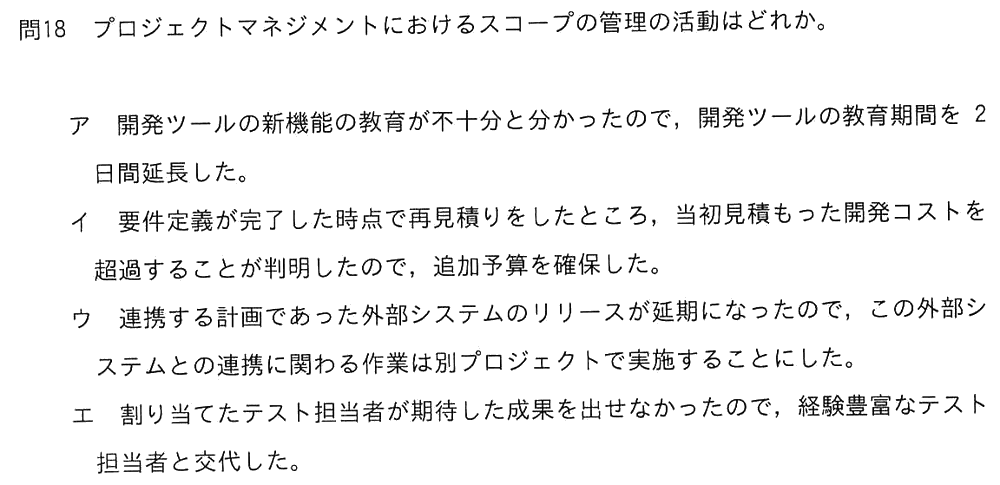 問18　プロジェクトマネジメントにおけるスコープの管理の活動はどれか。
ア　開発ツールの新機能の教育が不十分と分かったので，開発ツールの教育期間を 2
日間延長した。
イ　要件定義が完了した時点で再見積りをしたところ，当初見積もった開発コストを
超過することが判明したので，追加予算を確保した。
ウ　連携する計画であった外部システムのリリースが延期になったので，この外部シ
ステムとの連携に関わる作業は別プロジェクトで実施することにした。
エ　割り当てたテスト担当者が期待した成果を出せなかったので，経験豊富なテスト
担当者と交代した。